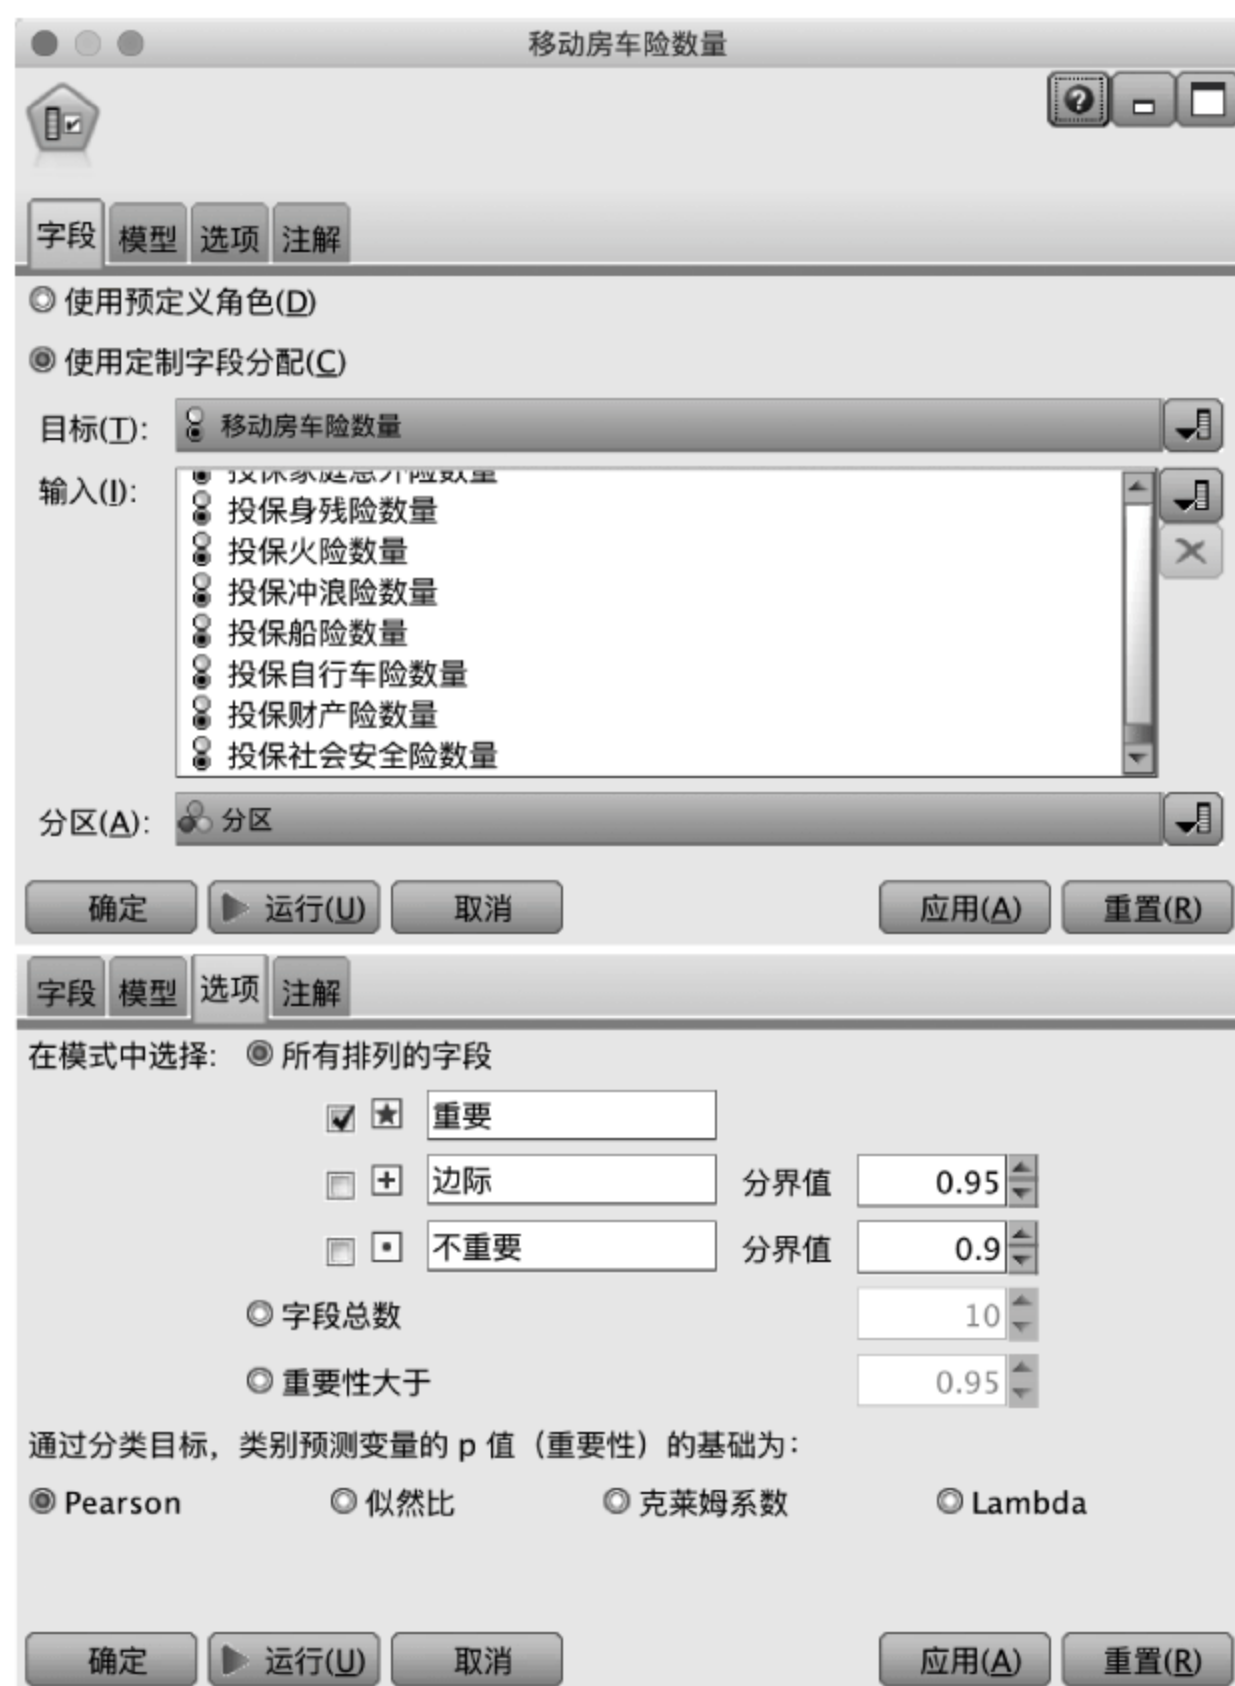 移动房车险数量
字段 模型 选项 注解
使用预定义角色(D)
使用定制字段分配(C)
目标(T): 移动房车险数量
输入(I):
投保身残险数量
投保火险数量
投保冲浪险数量
投保船险数量
投保自行车险数量
投保财产险数量
投保社会安全险数量
分区(A): 分区
确定 运行(U) 取消 应用(A) 重置(R)
字段 模型 选项 注解
在模式中选择: 所有排列的字段
重要
边际 分界值 0.95
不重要 分界值 0.9
字段总数 10
重要性大于 0.95
通过分类目标，类别预测变量的 p 值（重要性）的基础为：
Pearson 似然比 克莱姆系数 Lambda
确定 运行(U) 取消 应用(A) 重置(R)